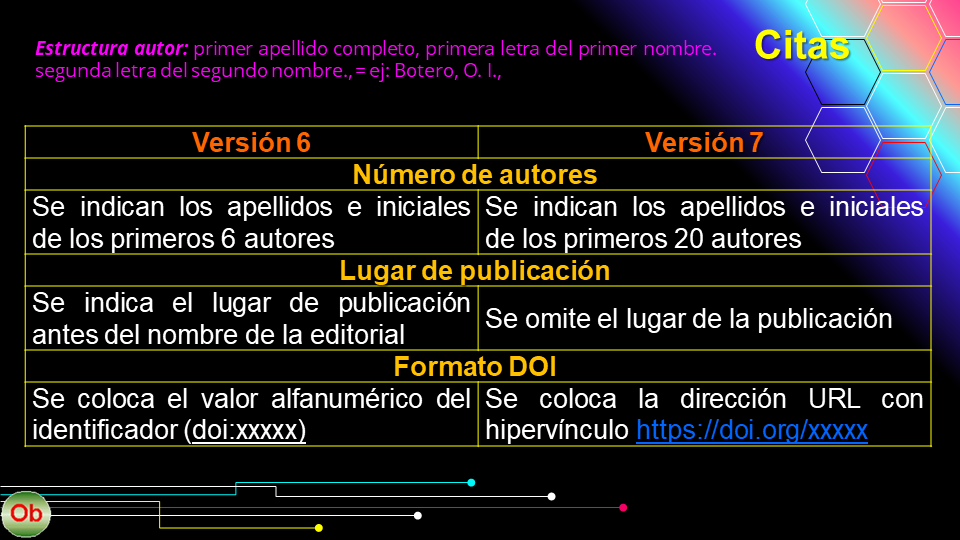 Citas
Estructura autor: primer apellido completo, primera letra del primer nombre.
segunda letra del segundo nombre.,= ej: Botero, O. I.,
Versión 6
Versión 7
Número de autores
Se indican los apellidos e iniciales
de los primeros 6 autores
Se indican los apellidos e iniciales
de los primeros 20 autores
Lugar de publicación
Se indica el lugar de publicación
antes del nombre de la editorial
Se omite el lugar de la publicación
Formato DOI
Se coloca el valor alfanumérico del
identificador (doi:xxxxx)
Se coloca la dirección URL con
hipervínculo https://doi.org/xxxxx
Ob